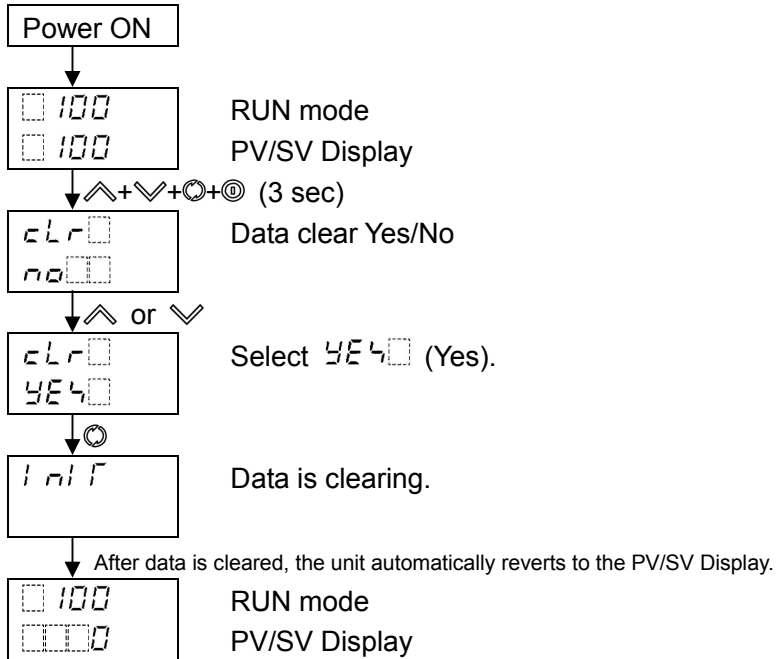 Power ON
100 RUN mode
100 PV/SV Display
+ + + (3 sec)
cLr Data clear Yes/No
no
or
cLr Select YES (Yes).
YES
INIT Data is clearing.
After data is cleared, the unit automatically reverts to the PV/SV Display.
100 RUN mode
0 PV/SV Display